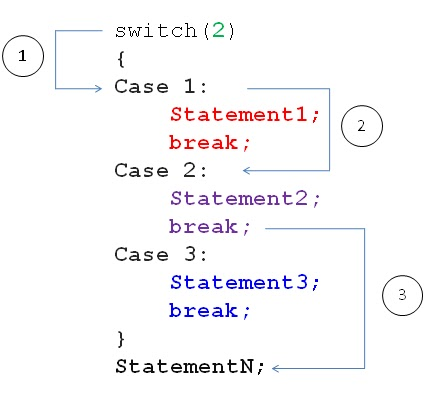 switch(2)
1
{
Case 1:
Statement1;
2
break;
Case 2:
Statement2;
break;
Case 3:
Statement3;
3
break;
}
StatementN;